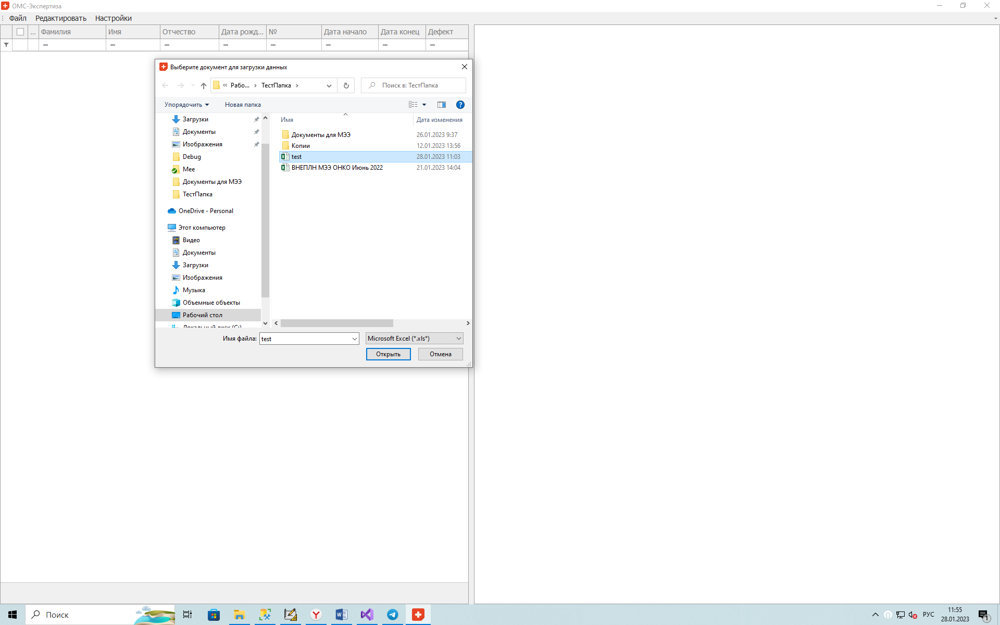 ОМС-Экспертиза
Файл Редактировать Настройки
... Фамилия Имя Отчество Дата рожд... № Дата начало Дата конец Дефект
= = = = = = = =
Выберите документ для загрузки данных
« Рабо... › ТестПапка ›
Поиск в: ТестПапка
Упорядочить Новая папка
Имя Дата изменения
Загрузки
Документы
Изображения
Debug
Mee
Документы для МЭЭ
ТестПапка
OneDrive - Personal
Этот компьютер
Видео
Документы
Загрузки
Изображения
Музыка
Объемные объекты
Рабочий стол
Локальный диск (C:)
Документы для МЭЭ 26.01.2023 9:37
Копии 12.01.2023 13:56
test 28.01.2023 11:03
ВНЕПЛН МЭЭ ОНКО Июнь 2022 21.01.2023 14:04
Имя файла: test Microsoft Excel (*.xls*)
Открыть Отмена
Поиск
РУС
11:55
28.01.2023
1